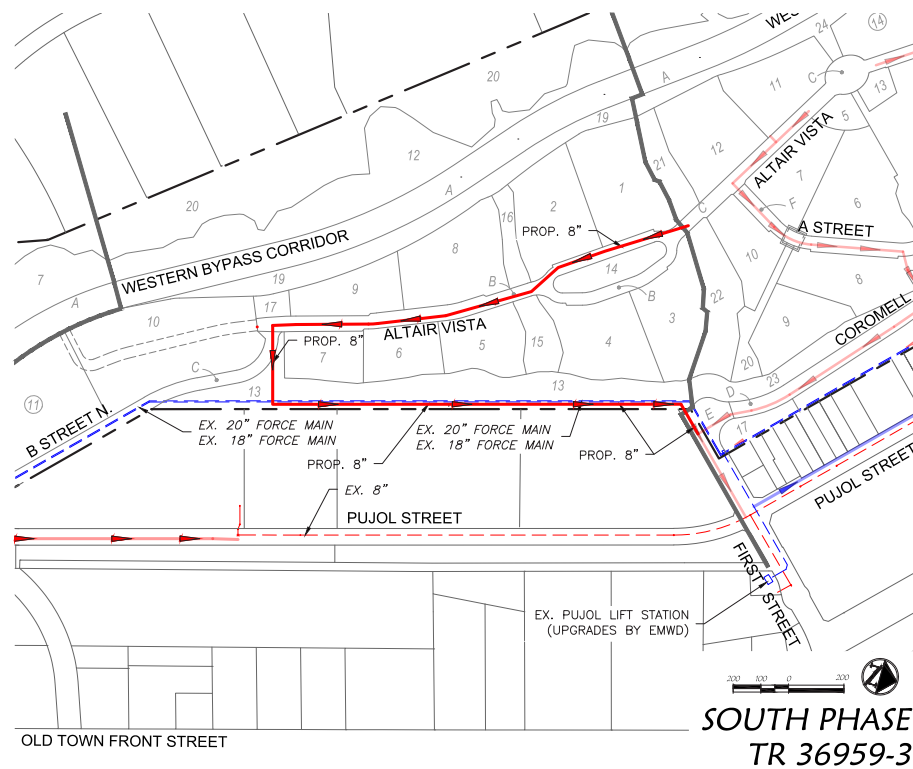 WES
24
14
20
A
C
11
13
19
5
12
12
ALTAIR VISTA
21
1
7
A
20
16
2
C
F
6
PROP. 8"
A STREET
WESTERN BYPASS CORRIDOR
8
10
14
7
19
B
8
A
9
B
17
22
3
10
ALTAIR VISTA
9
COROMELL
PROP. 8"
7
6
5
15
4
20
C
13
13
D
23
11
E
17
B STREET N.
EX. 20" FORCE MAIN
EX. 18" FORCE MAIN
EX. 20" FORCE MAIN
EX. 18" FORCE MAIN
PROP. 8"
PROP. 8"
EX. 8"
PUJOL STREET
PUJOL STREET
FIRST STREET
EX. PUJOL LIFT STATION
(UPGRADES BY EMWD)
200 100 0 200
SOUTH PHASE
TR 36959-3
OLD TOWN FRONT STREET